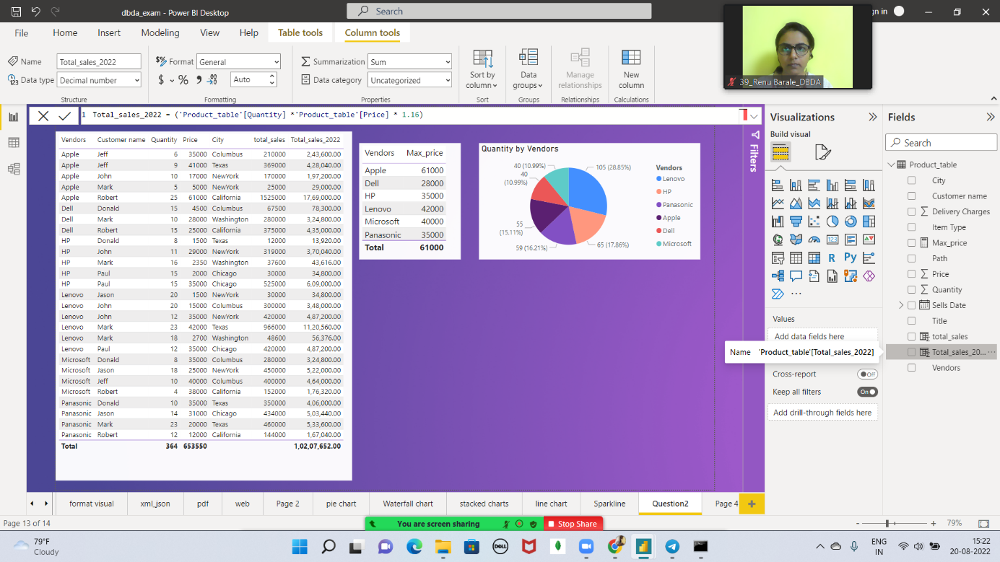 dbda_exam - Power BI Desktop
Search
gn in
File Home Insert Modeling View Help Table tools Column tools
Name Total_sales_2022
Data type Decimal number
Structure
Format General
$ % Auto
Formatting
Summarization Sum
Data category Uncategorized
Properties
Sort by column
Sort
Data groups
Groups
Manage relationships
Relationships
New column
Calculations
39_Renu Barale_DBDA
1 Total_sales_2022 = ('Product_table'[Quantity] *'Product_table'[Price] * 1.16)
Vendors Customer name Quantity Price City total_sales Total_sales_2022
Apple Jeff 6 35000 Columbus 210000 2,43,600.00
Apple Jeff 9 41000 Texas 369000 4,28,040.00
Apple John 10 17000 NewYork 170000 1,97,200.00
Apple Mark 5 5000 NewYork 25000 29,000.00
Apple Robert 25 61000 California 1525000 17,69,000.00
Dell Donald 15 4500 Columbus 67500 78,300.00
Dell Mark 10 28000 Washington 280000 3,24,800.00
Dell Robert 15 25000 California 375000 4,35,000.00
HP Donald 8 1500 Texas 12000 13,920.00
HP John 11 29000 NewYork 319000 3,70,040.00
HP Mark 16 2350 Washington 37600 43,616.00
HP Paul 15 2000 Chicago 30000 34,800.00
HP Paul 15 35000 Chicago 525000 6,09,000.00
Lenovo Jason 20 1500 NewYork 30000 34,800.00
Lenovo John 20 15000 Columbus 300000 3,48,000.00
Lenovo John 12 35000 NewYork 420000 4,87,200.00
Lenovo Mark 23 42000 Texas 966000 11,20,560.00
Lenovo Mark 18 2700 Washington 48600 56,376.00
Lenovo Paul 12 35000 Chicago 420000 4,87,200.00
Microsoft Donald 8 35000 Columbus 280000 3,24,800.00
Microsoft Jason 18 25000 NewYork 450000 5,22,000.00
Microsoft Jeff 10 40000 Columbus 400000 4,64,000.00
Microsoft Robert 4 38000 California 152000 1,76,320.00
Panasonic Donald 10 35000 Texas 350000 4,06,000.00
Panasonic Jason 14 31000 Chicago 434000 5,03,440.00
Panasonic Mark 23 20000 Texas 460000 5,33,600.00
Panasonic Robert 12 12000 California 144000 1,67,040.00
Total 364 653550 1,02,07,652.00
Vendors Max_price
Apple 61000
Dell 28000
HP 35000
Lenovo 42000
Microsoft 40000
Panasonic 35000
Total 61000
Quantity by Vendors
40 (10.99%)
40
(10.99%)
55
(15.11%)
59 (16.21%)
65 (17.86%)
105 (28.85%)
Vendors
Lenovo
HP
Panasonic
Apple
Dell
Microsoft
Filters
Visualizations
Build visual
123
R Py
Values
Add data fields here
Name 'Product_table'[Total_sales_2022]
Cross-report Off
Keep all filters On
Add drill-through fields here
Fields
Search
Product_table
City
Customer name
Delivery Charges
Item Type
Max_price
Path
Price
Quantity
Sells Date
Title
total_sales
Total_sales_20...
Vendors
format visual xml_json pdf web Page 2 pie chart Waterfall chart stacked charts line chart Sparkline Question2 Page 4
Page 13 of 14
You are screen sharing Stop Share
- + 79%
79°F
Cloudy
DELL
ENG
IN
15:22
20-08-2022